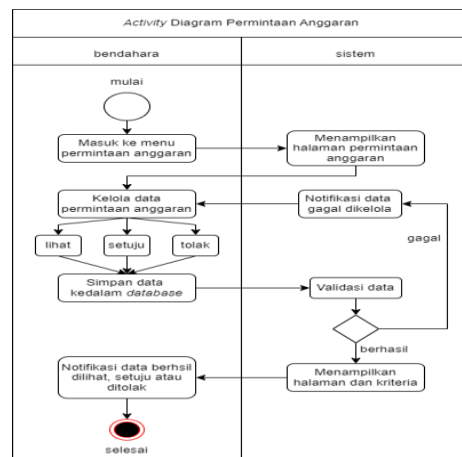 Activity Diagram Permintaan Anggaran
bendahara
sistem
mulai
Masuk ke menu
permintaan anggaran
Menampilkan
halaman permintaan
anggaran
Kelola data
permintaan anggaran
Notifikasi data
gagal dikelola
gagal
lihat
setuju
tolak
Simpan data
kedalam database
Validasi data
berhasil
Menampilkan
halaman dan kriteria
Notifikasi data berhsil
dilihat, setuju atau
ditolak
selesai